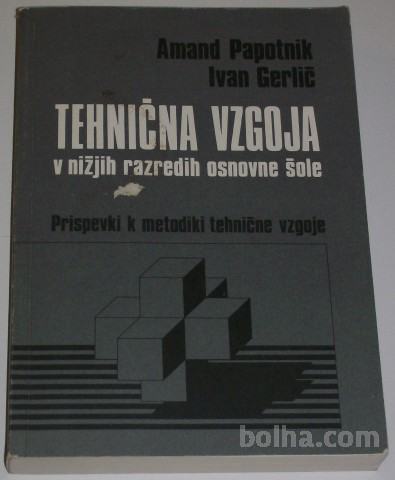 Amand Papotnik
Ivan Gerlič
TEHNIČNA VZGOJA
v nižjih razredih osnovne šole
Prispevki k metodiki tehnične vzgoje
bolha.com